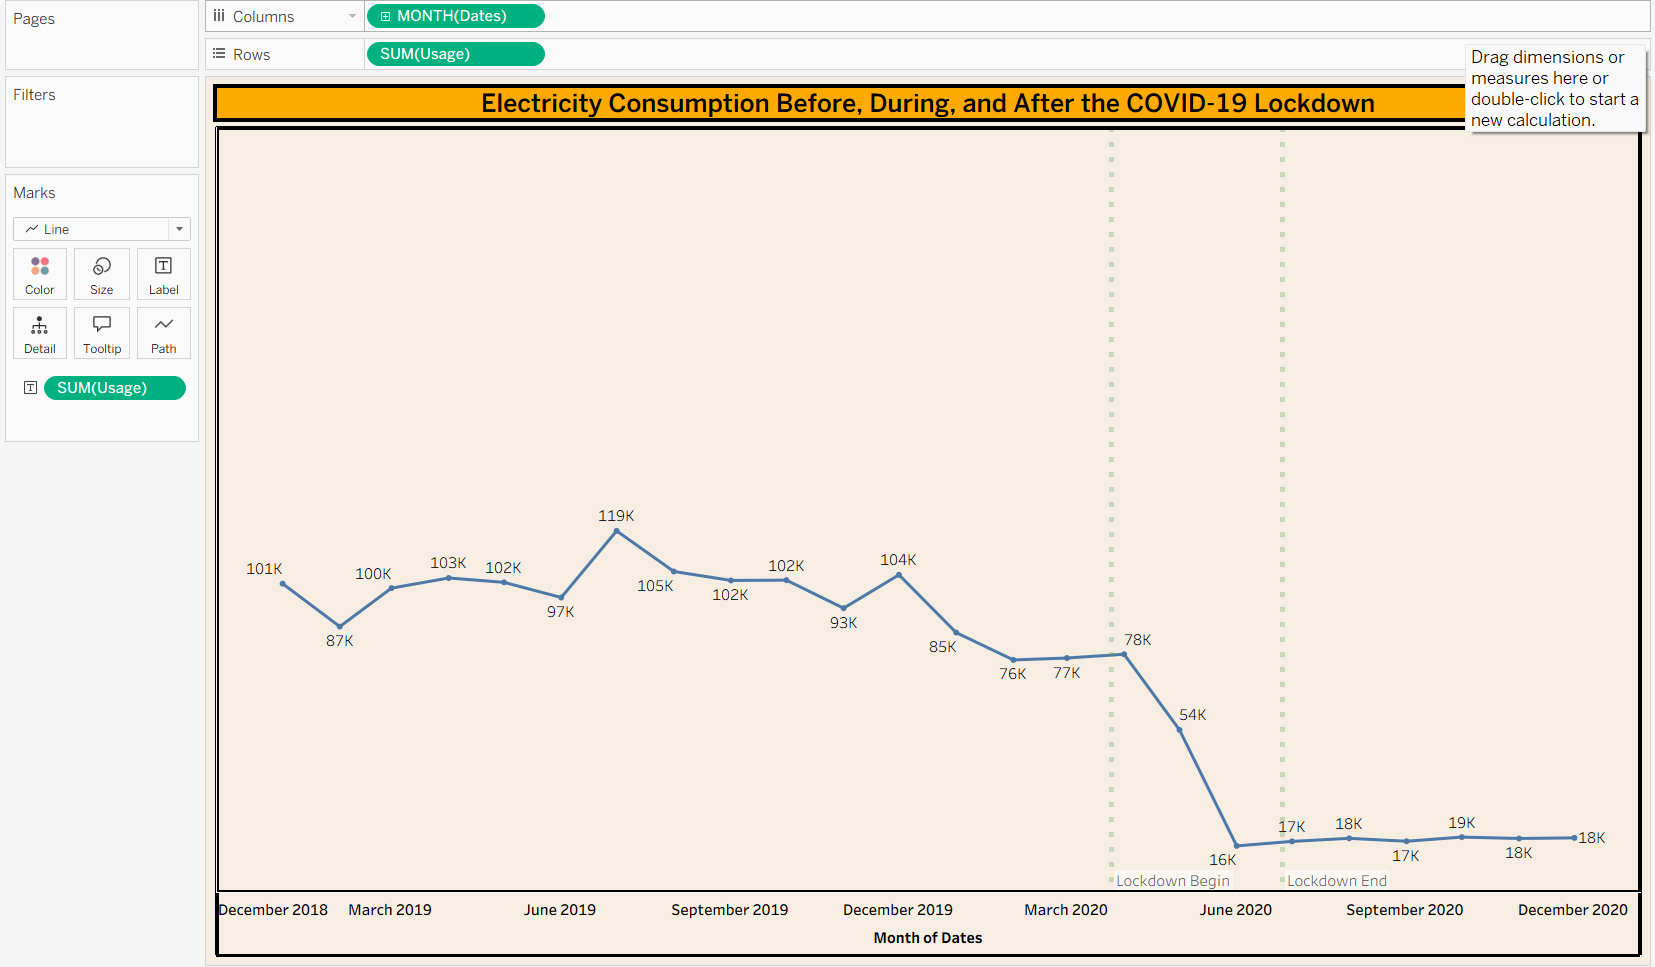 Pages
Columns
MONTH(Dates)
Rows
SUM(Usage)
Drag dimensions or
measures here or
double-click to start a
new calculation.
Filters
Marks
Line
Color Size Label
Detail Tooltip Path
SUM(Usage)
Electricity Consumption Before, During, and After the COVID-19 Lockdown
101K
87K
100K
103K
102K
97K
119K
105K
102K
102K
93K
104K
85K
76K
77K
78K
54K
16K
17K
18K
17K
19K
18K
18K
Lockdown Begin
Lockdown End
December 2018 March 2019 June 2019 September 2019 December 2019 March 2020 June 2020 September 2020 December 2020
Month of Dates